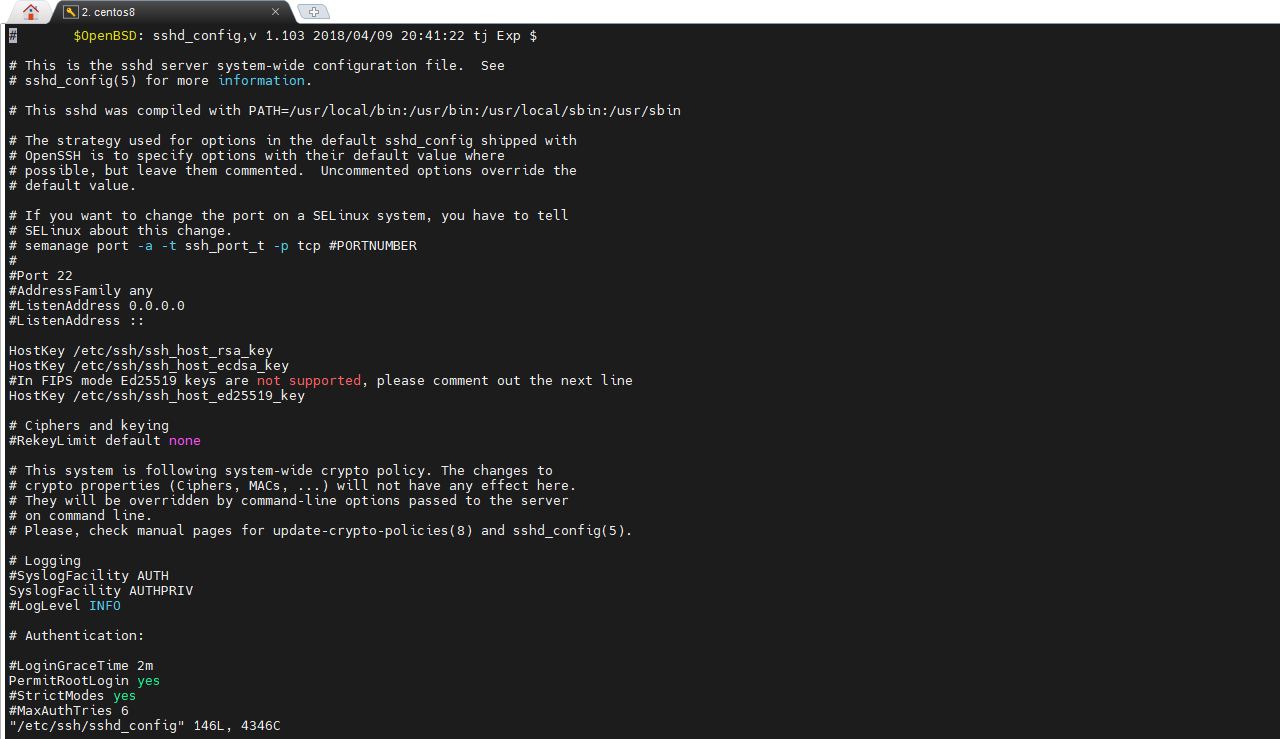 2. centos8
#       $OpenBSD: sshd_config,v 1.103 2018/04/09 20:41:22 tj Exp $

# This is the sshd server system-wide configuration file.  See
# sshd_config(5) for more information.

# This sshd was compiled with PATH=/usr/local/bin:/usr/bin:/usr/local/sbin:/usr/sbin

# The strategy used for options in the default sshd_config shipped with
# OpenSSH is to specify options with their default value where
# possible, but leave them commented.  Uncommented options override the
# default value.

# If you want to change the port on a SELinux system, you have to tell
# SELinux about this change.
# semanage port -a -t ssh_port_t -p tcp #PORTNUMBER
#
#Port 22
#AddressFamily any
#ListenAddress 0.0.0.0
#ListenAddress ::

HostKey /etc/ssh/ssh_host_rsa_key
HostKey /etc/ssh/ssh_host_ecdsa_key
#In FIPS mode Ed25519 keys are not supported, please comment out the next line
HostKey /etc/ssh/ssh_host_ed25519_key

# Ciphers and keying
#RekeyLimit default none

# This system is following system-wide crypto policy. The changes to
# crypto properties (Ciphers, MACs, ...) will not have any effect here.
# They will be overridden by command-line options passed to the server
# on command line.
# Please, check manual pages for update-crypto-policies(8) and sshd_config(5).

# Logging
#SyslogFacility AUTH
SyslogFacility AUTHPRIV
#LogLevel INFO

# Authentication:

#LoginGraceTime 2m
PermitRootLogin yes
#StrictModes yes
#MaxAuthTries 6
"/etc/ssh/sshd_config" 146L, 4346C